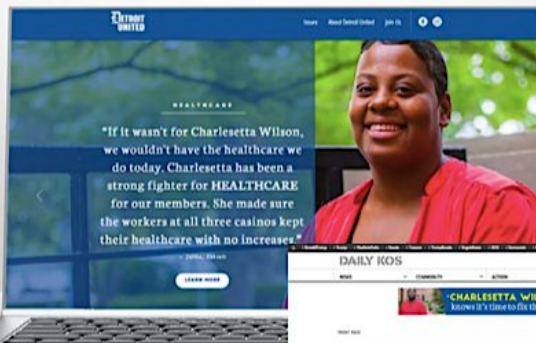 DETROIT
UNITED
Issues About Detroit United Join Us
HEALTHCARE
"If it wasn't for Charlesetta Wilson,
we wouldn't have the healthcare we
do today. Charlesetta has been a
strong fighter for HEALTHCARE
for our members. She made sure
the workers at all three casinos kept
their healthcare with no increases."
LEARN MORE
DAILY KOS
NEWS COMMUNITY ACTION
"CHARLESETTA WIL
knows it's time to fix th
FRONT PAGE